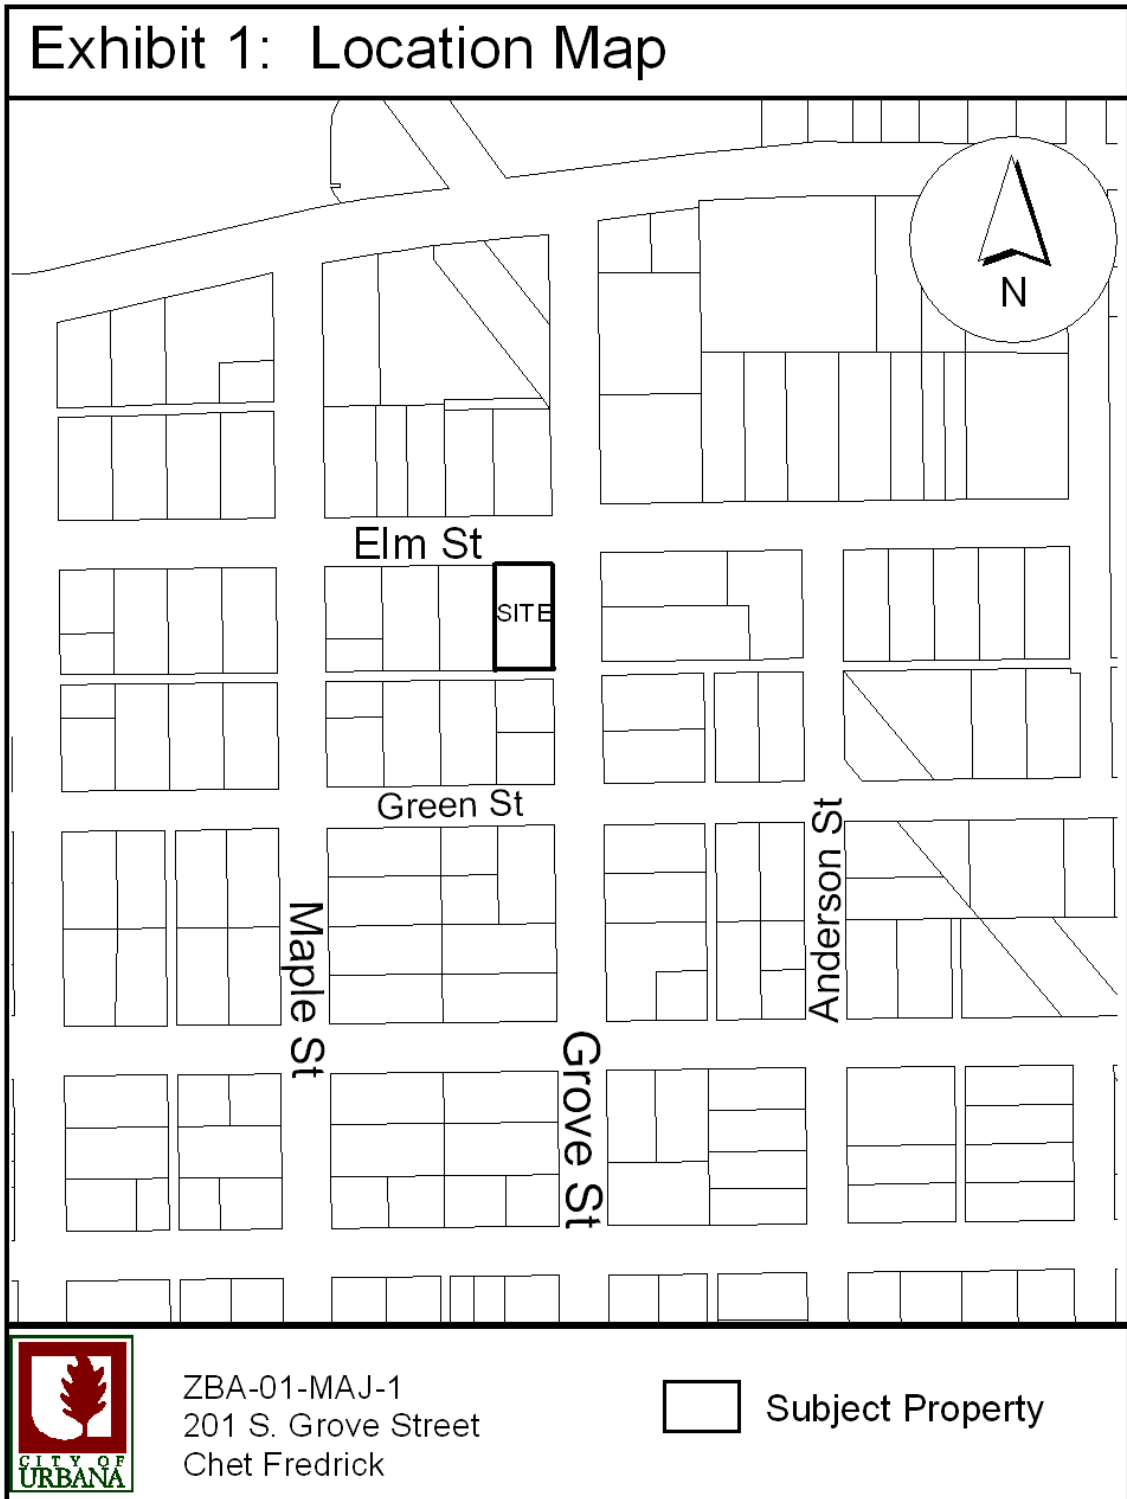 Exhibit 1: Location Map
N
Elm St
SITE
Green St
Anderson St
Maple St
Grove St
ZBA-01-MAJ-1
201 S. Grove Street
Chet Fredrick
Subject Property
CITY OF
URBANA